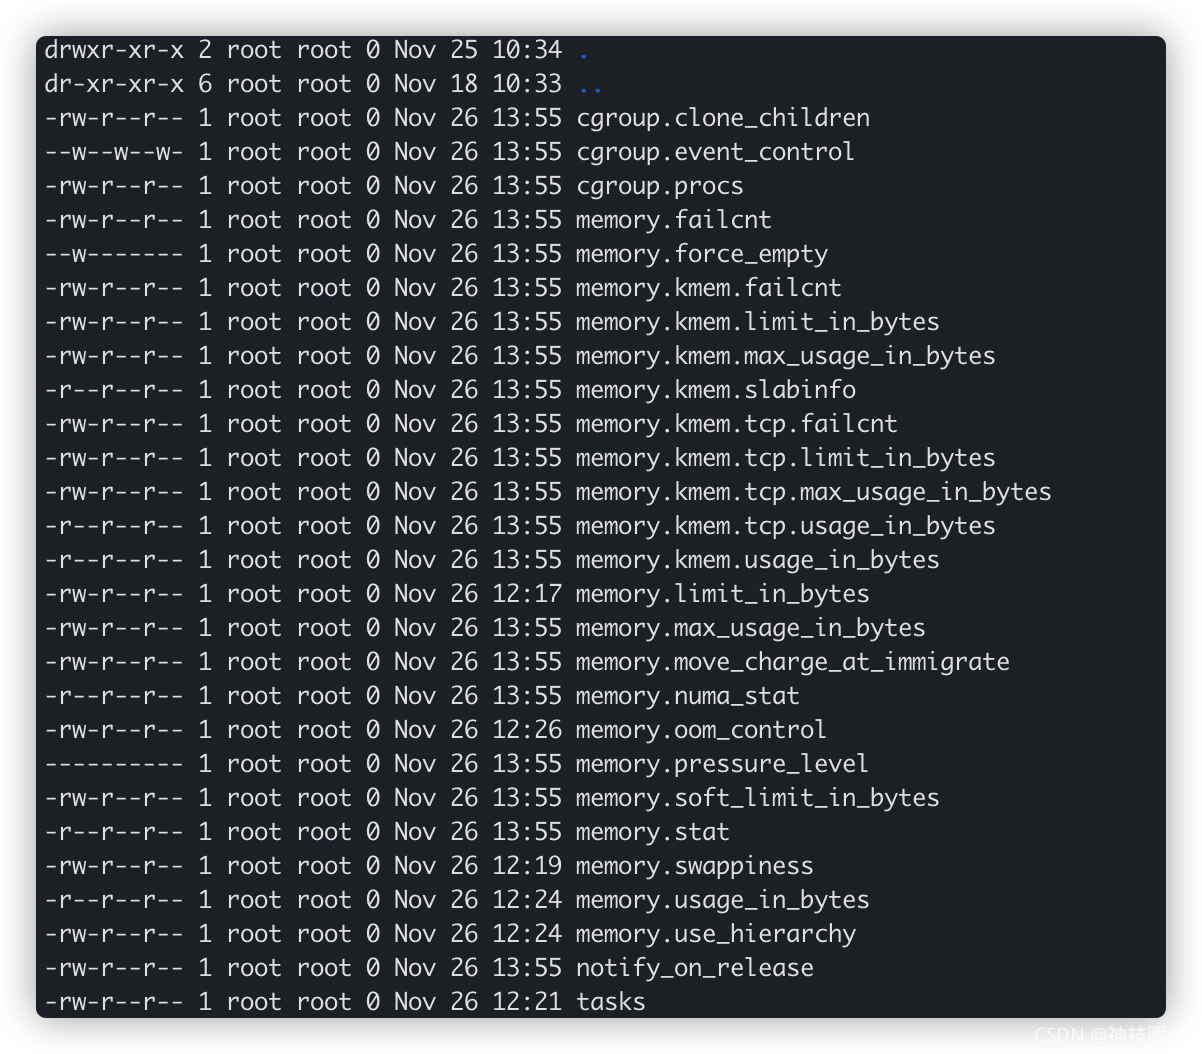 drwxr-xr-x 2 root root 0 Nov 25 10:34 .
dr-xr-xr-x 6 root root 0 Nov 18 10:33 ..
-rw-r--r-- 1 root root 0 Nov 26 13:55 cgroup.clone_children
--w--w--w- 1 root root 0 Nov 26 13:55 cgroup.event_control
-rw-r--r-- 1 root root 0 Nov 26 13:55 cgroup.procs
-rw-r--r-- 1 root root 0 Nov 26 13:55 memory.failcnt
--w------- 1 root root 0 Nov 26 13:55 memory.force_empty
-rw-r--r-- 1 root root 0 Nov 26 13:55 memory.kmem.failcnt
-rw-r--r-- 1 root root 0 Nov 26 13:55 memory.kmem.limit_in_bytes
-rw-r--r-- 1 root root 0 Nov 26 13:55 memory.kmem.max_usage_in_bytes
-r--r--r-- 1 root root 0 Nov 26 13:55 memory.kmem.slabinfo
-rw-r--r-- 1 root root 0 Nov 26 13:55 memory.kmem.tcp.failcnt
-rw-r--r-- 1 root root 0 Nov 26 13:55 memory.kmem.tcp.limit_in_bytes
-rw-r--r-- 1 root root 0 Nov 26 13:55 memory.kmem.tcp.max_usage_in_bytes
-r--r--r-- 1 root root 0 Nov 26 13:55 memory.kmem.tcp.usage_in_bytes
-r--r--r-- 1 root root 0 Nov 26 13:55 memory.kmem.usage_in_bytes
-rw-r--r-- 1 root root 0 Nov 26 12:17 memory.limit_in_bytes
-rw-r--r-- 1 root root 0 Nov 26 13:55 memory.max_usage_in_bytes
-rw-r--r-- 1 root root 0 Nov 26 13:55 memory.move_charge_at_immigrate
-r--r--r-- 1 root root 0 Nov 26 13:55 memory.numa_stat
-rw-r--r-- 1 root root 0 Nov 26 12:26 memory.oom_control
---------- 1 root root 0 Nov 26 13:55 memory.pressure_level
-rw-r--r-- 1 root root 0 Nov 26 13:55 memory.soft_limit_in_bytes
-r--r--r-- 1 root root 0 Nov 26 13:55 memory.stat
-rw-r--r-- 1 root root 0 Nov 26 12:19 memory.swappiness
-r--r--r-- 1 root root 0 Nov 26 12:24 memory.usage_in_bytes
-rw-r--r-- 1 root root 0 Nov 26 12:24 memory.use_hierarchy
-rw-r--r-- 1 root root 0 Nov 26 13:55 notify_on_release
-rw-r--r-- 1 root root 0 Nov 26 12:21 tasks
CSDN